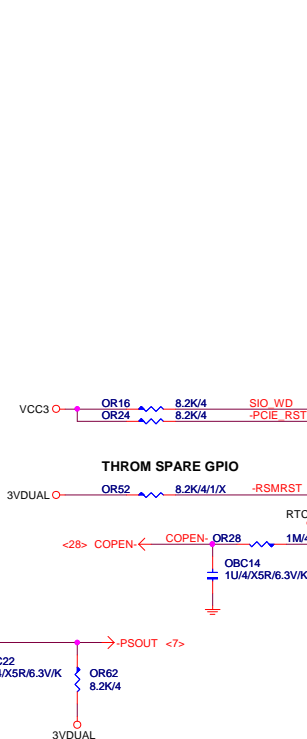 OR16 8.2K/4 SIO_WD
VCC3
OR24 8.2K/4 -PCIE_RST
THROM SPARE GPIO
3VDUAL OR52 8.2K/4/1/X -RSMRST
RTC
<28> COPEN- COPEN- OR28 1M/4
OBC14
1U/4/X5R/6.3V/K
-PSOUT <7>
C22
/X5R/6.3V/K OR62
8.2K/4
3VDUAL